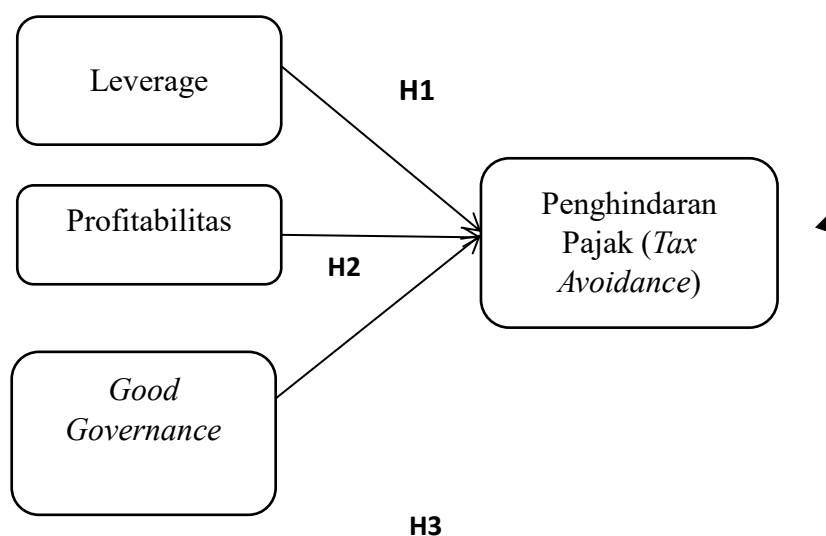 Leverage
H1
Profitabilitas
H2
Penghindaran
Pajak (Tax
Avoidance)
Good
Governance
H3